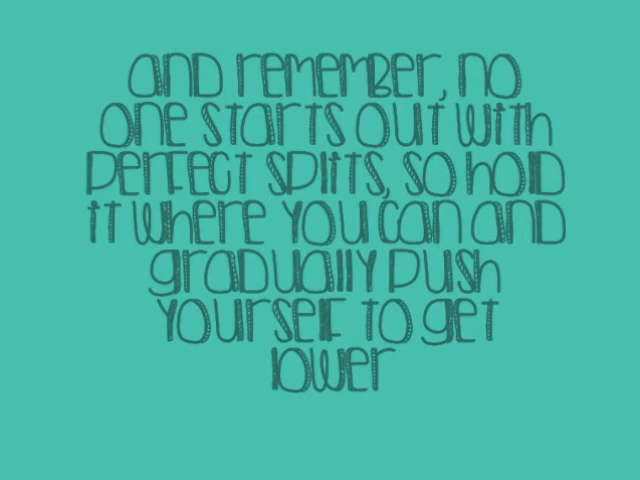 and remember, no
one starts out with
perfect splits, so hold
it where you can and
gradually push
yourself to get
lower